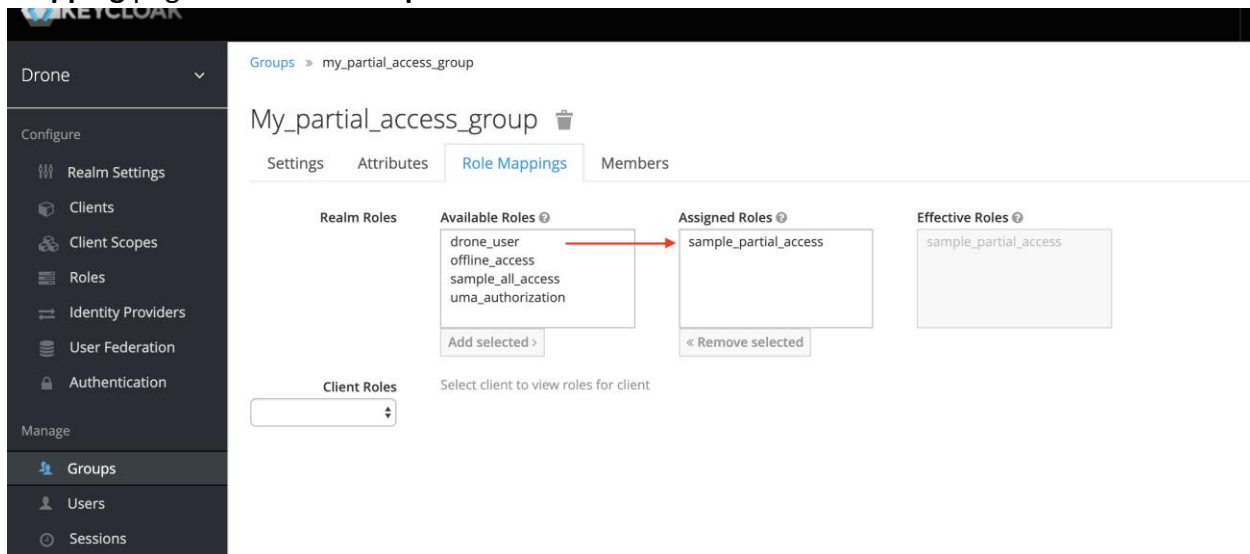 KEYCLOAK
Drone
Configure
Realm Settings
Clients
Client Scopes
Roles
Identity Providers
User Federation
Authentication
Manage
Groups
Users
Sessions
Groups » my_partial_access_group
My_partial_access_group
Settings Attributes Role Mappings Members
Realm Roles
Available Roles
drone_user
offline_access
sample_all_access
uma_authorization
Add selected >
Assigned Roles
sample_partial_access
« Remove selected
Effective Roles
sample_partial_access
Client Roles
Select client to view roles for client